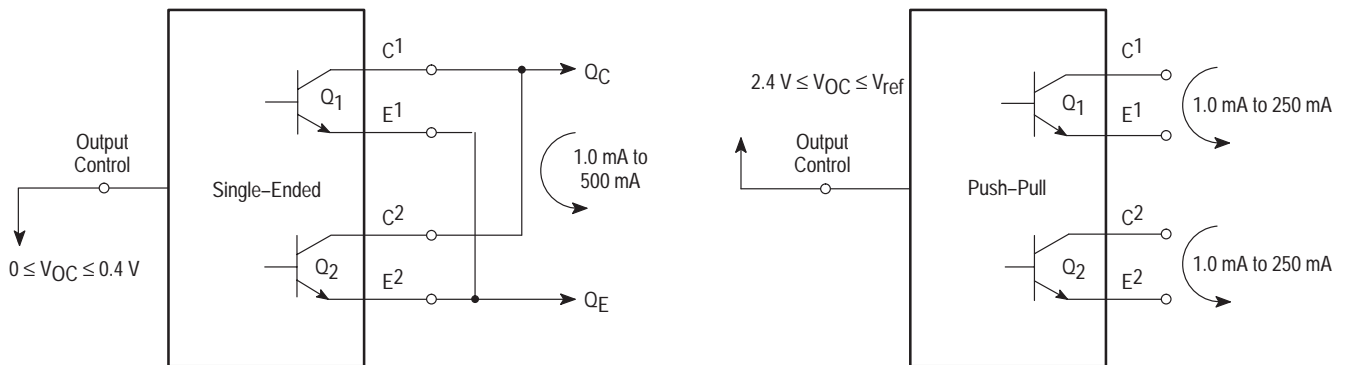 C1
QC
Q1
E1
Output
Control
1.0 mA to
500 mA
Single–Ended
C2
0 ≤ VOC ≤ 0.4 V
Q2
E2
QE
2.4 V ≤ VOC ≤ Vref
C1
Q1
1.0 mA to 250 mA
E1
Output
Control
Push–Pull
C2
Q2
1.0 mA to 250 mA
E2